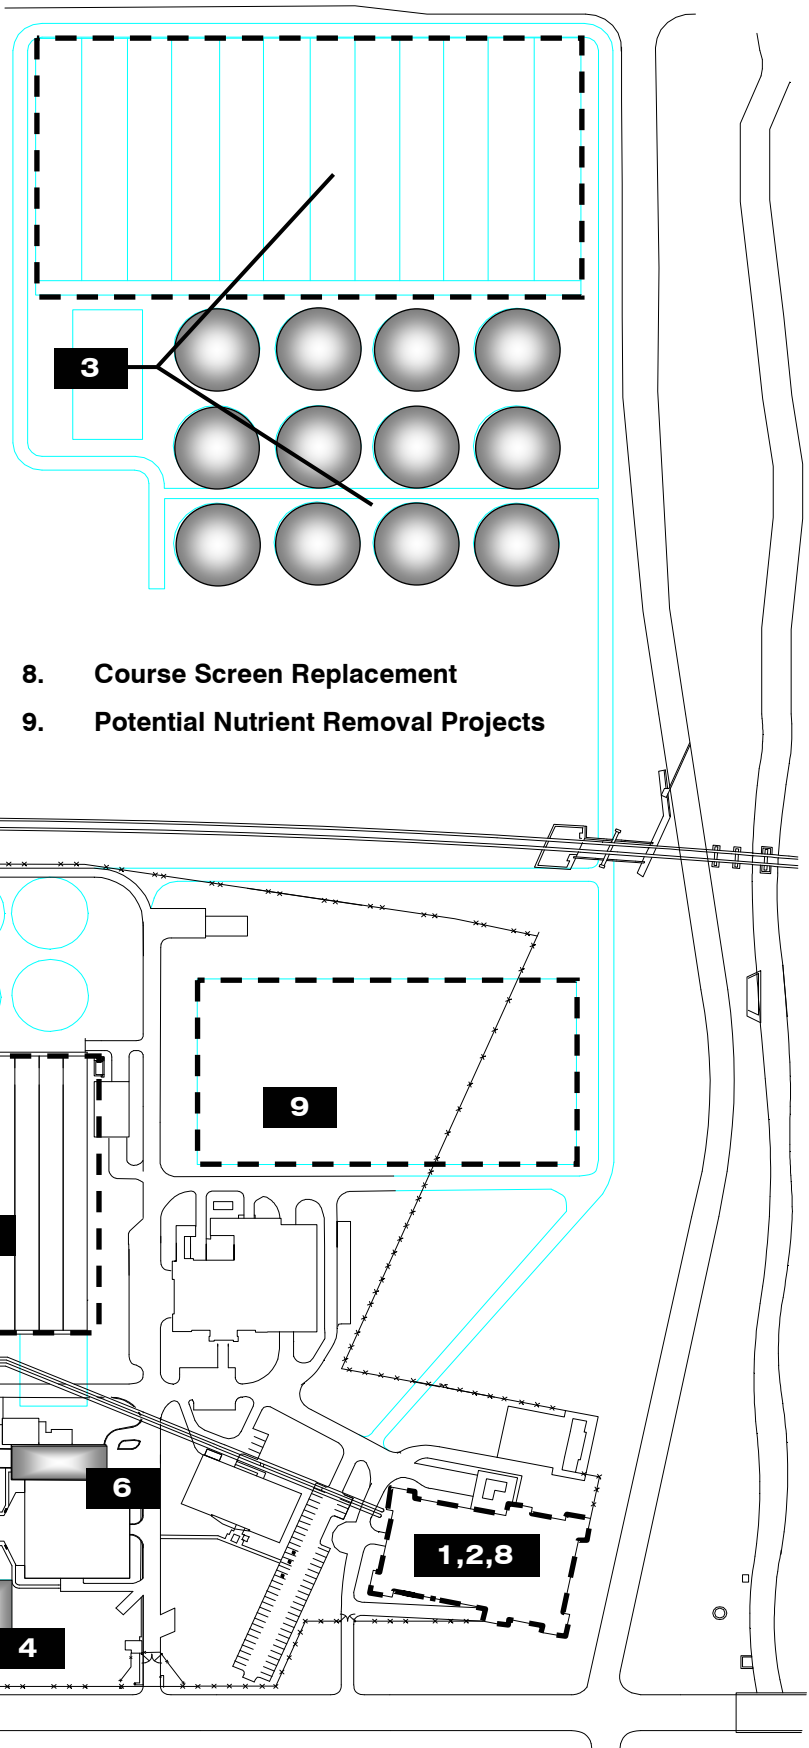 3
8. Course Screen Replacement
9. Potential Nutrient Removal Projects
9
6
1,2,8
4